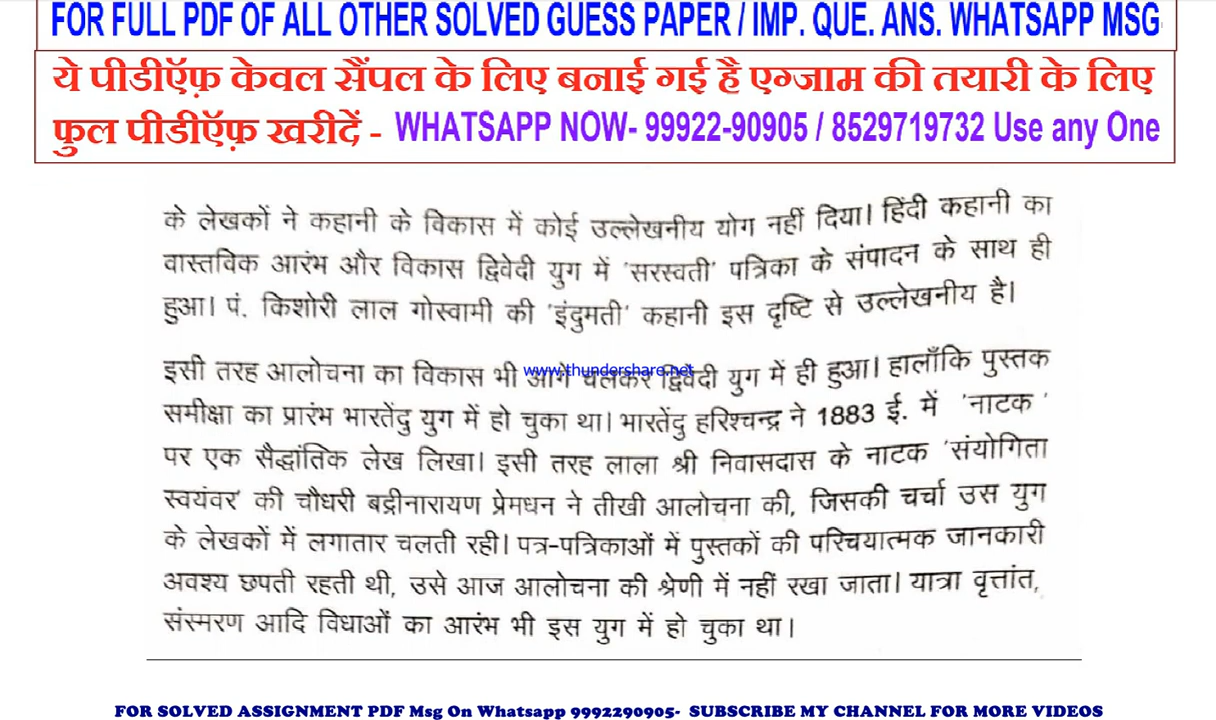 FOR FULL PDF OF ALL OTHER SOLVED GUESS PAPER / IMP. QUE. ANS. WHATSAPP MSG
ये पीडीऍफ़ केवल सैंपल के लिए बनाई गई है एग्जाम की तयारी के लिए
फुल पीडीऍफ़ खरीदें - WHATSAPP NOW- 99922-90905 / 8529719732 Use any One
के लेखकों ने कहानी के विकास में कोई उल्लेखनीय योग नहीं दिया। हिंदी कहानी का
वास्तविक आरंभ और विकास द्विवेदी युग में 'सरस्वती' पत्रिका के संपादन के साथ ही
हुआ। पं. किशोरी लाल गोस्वामी की 'इंदुमती' कहानी इस दृष्टि से उल्लेखनीय है।
इसी तरह आलोचना का विकास भी आगे चलकर द्विवेदी युग में ही हुआ। हालाँकि पुस्तक
www.thundershare.net
समीक्षा का प्रारंभ भारतेंदु युग में हो चुका था। भारतेंदु हरिश्चन्द्र ने 1883 ई. में 'नाटक'
पर एक सैद्धांतिक लेख लिखा। इसी तरह लाला श्री निवासदास के नाटक 'संयोगिता
स्वयंवर' की चौधरी बद्रीनारायण प्रेमधन ने तीखी आलोचना की, जिसकी चर्चा उस युग
के लेखकों में लगातार चलती रही। पत्र-पत्रिकाओं में पुस्तकों की परिचयात्मक जानकारी
अवश्य छपती रहती थी, उसे आज आलोचना की श्रेणी में नहीं रखा जाता। यात्रा वृत्तांत,
संस्मरण आदि विधाओं का आरंभ भी इस युग में हो चुका था।
FOR SOLVED ASSIGNMENT PDF Msg On Whatsapp 9992290905- SUBSCRIBE MY CHANNEL FOR MORE VIDEOS